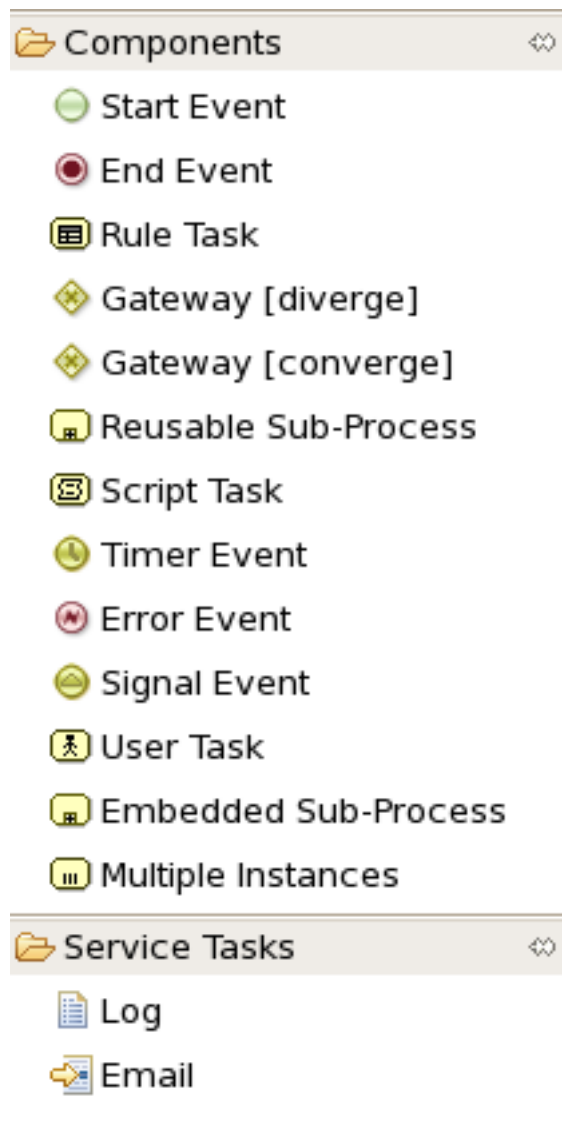 Components
Start Event
End Event
Rule Task
Gateway [diverge]
Gateway [converge]
Reusable Sub-Process
Script Task
Timer Event
Error Event
Signal Event
User Task
Embedded Sub-Process
Multiple Instances
Service Tasks
Log
Email